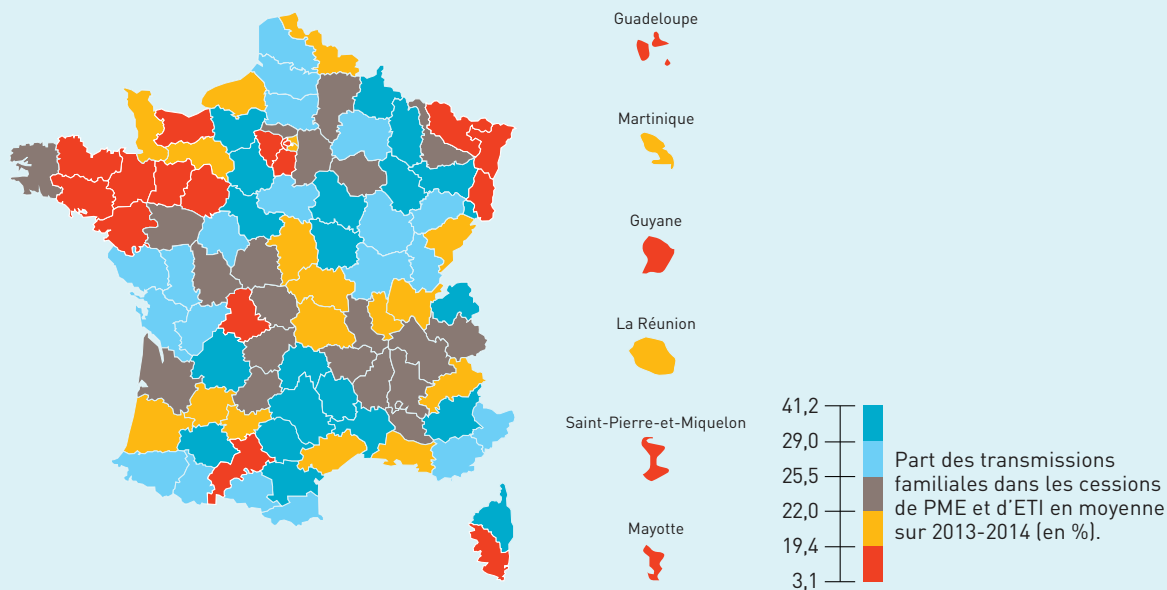 Guadeloupe
Martinique
Guyane
La Réunion
Saint-Pierre-et-Miquelon
Mayotte
41,2
29,0
25,5
22,0
19,4
3,1
Part des transmissions
familiales dans les cessions
de PME et d’ETI en moyenne
sur 2013-2014 (en %).